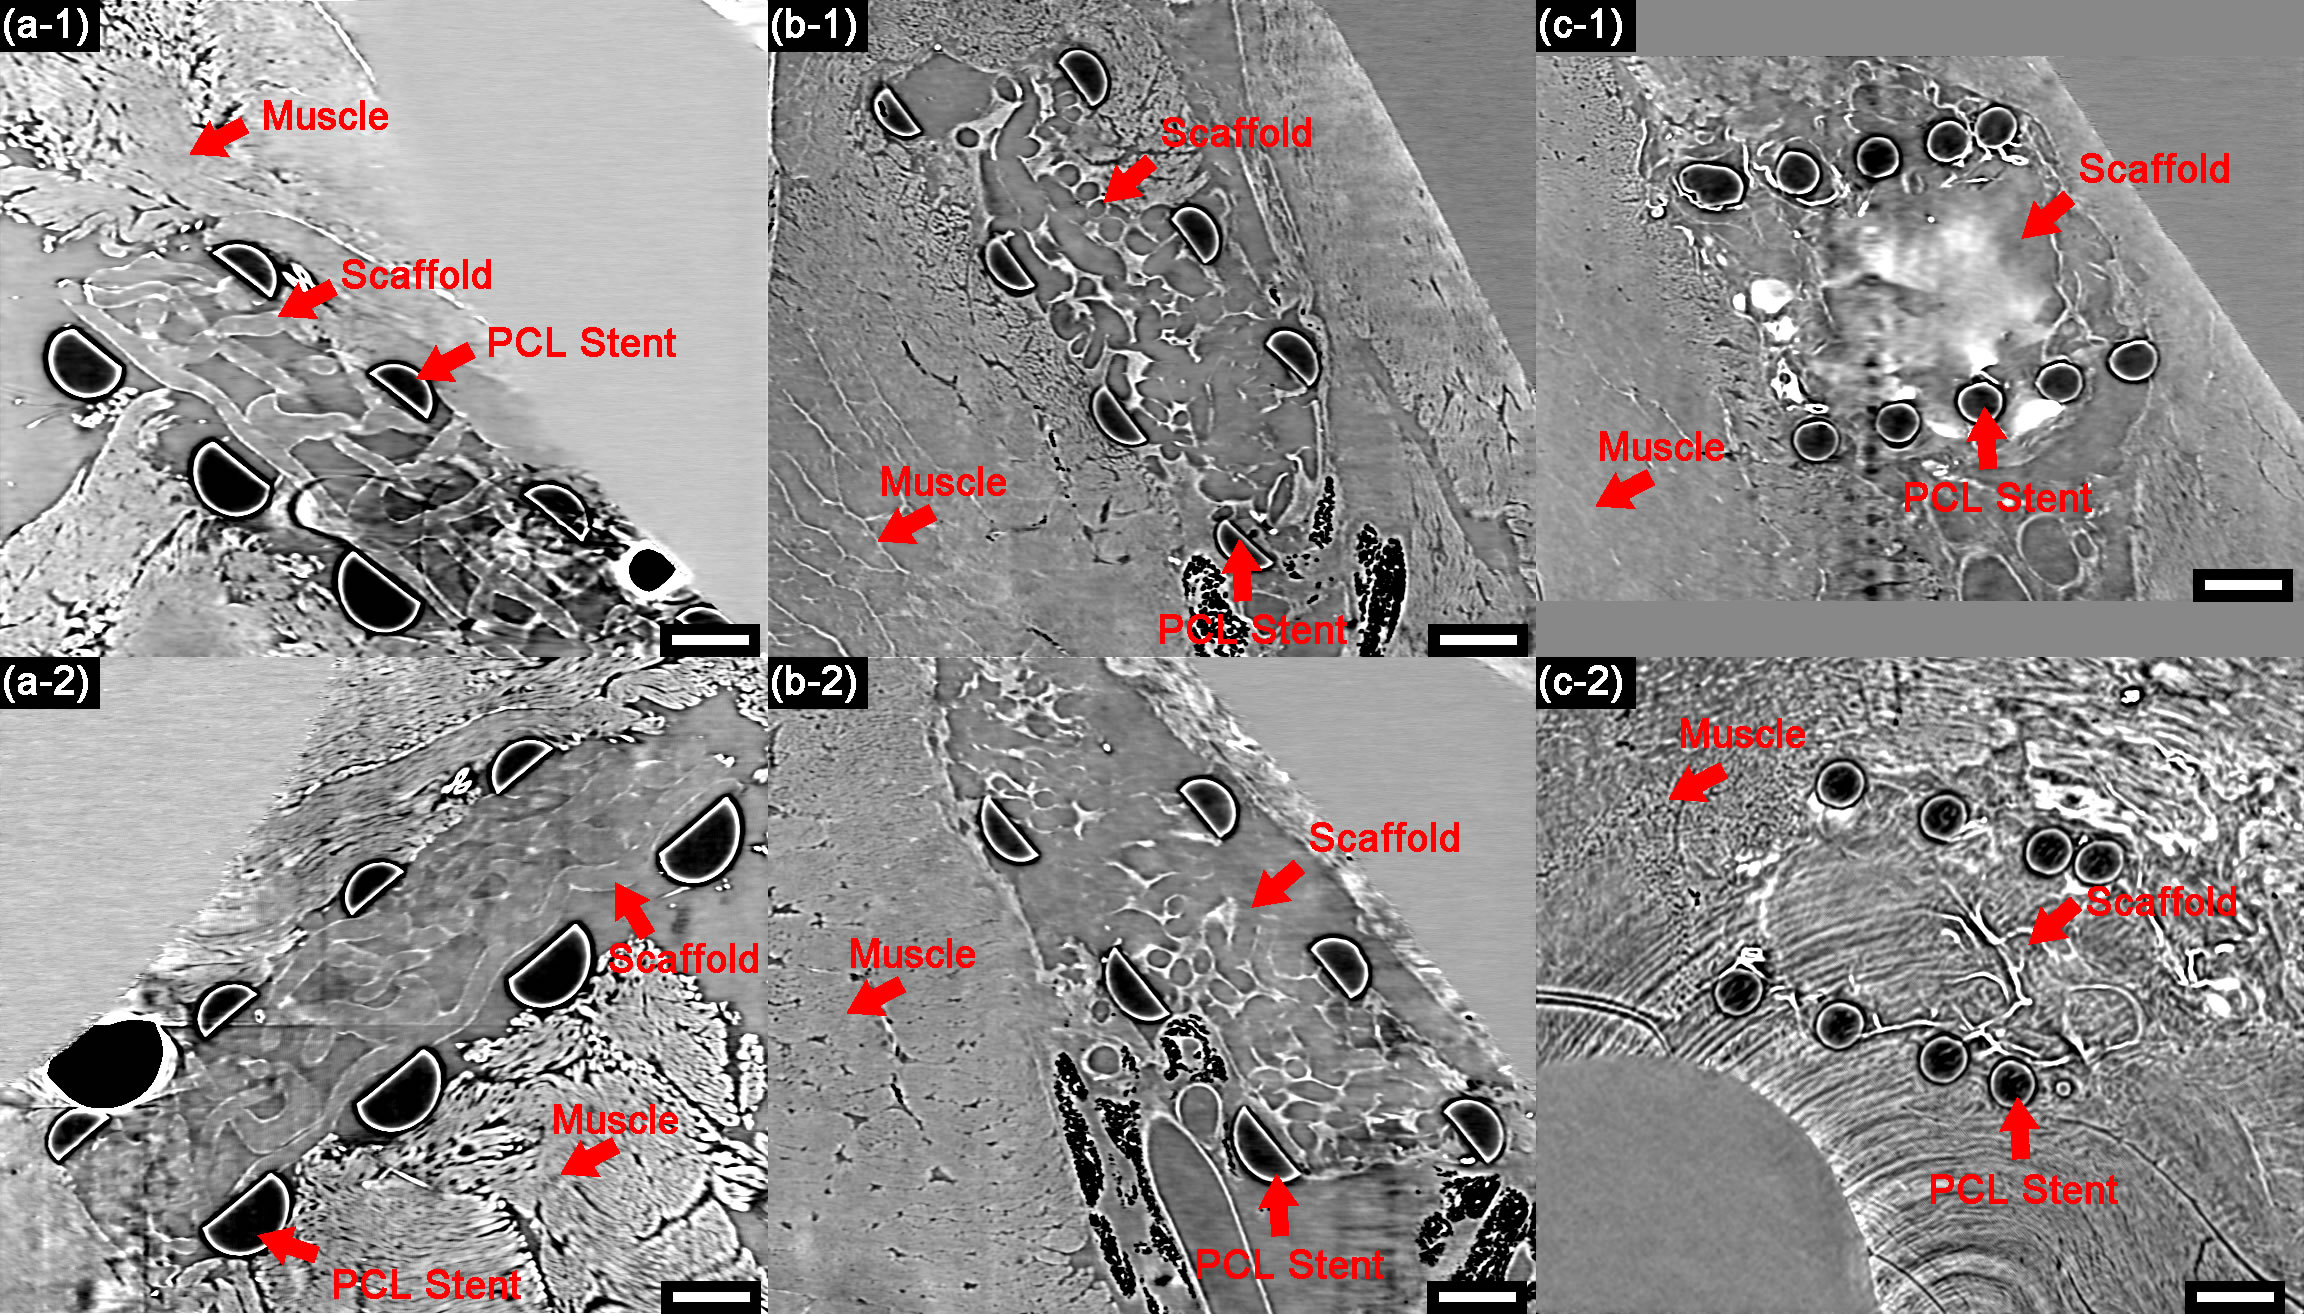 (a-1)
Muscle
Scaffold
PCL Stent
(b-1)
Scaffold
Muscle
PCL Stent
(c-1)
Scaffold
Muscle
PCL Stent
(a-2)
Scaffold
Muscle
PCL Stent
(b-2)
Scaffold
Muscle
PCL Stent
(c-2)
Muscle
Scaffold
PCL Stent